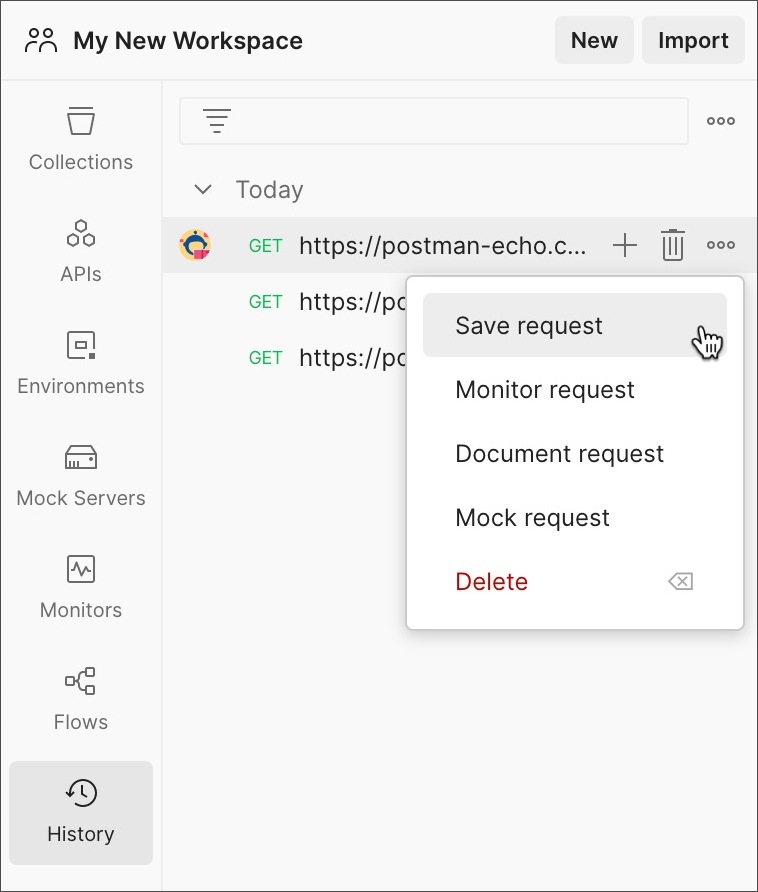 My New Workspace
New
Import
Collections
APIs
Environments
Mock Servers
Monitors
Flows
History
Today
GET https://postman-echo.c...
GET https://po
GET https://po
Save request
Monitor request
Document request
Mock request
Delete